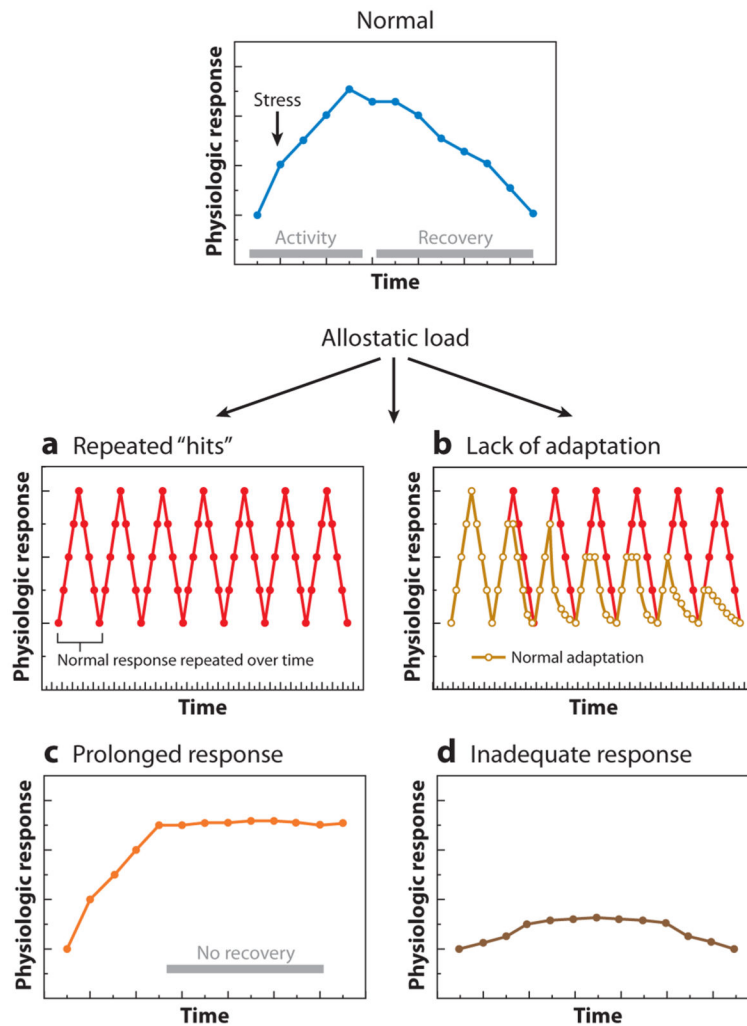 Normal
Physiologic response
Stress
Activity
Recovery
Time
Allostatic load
a Repeated "hits"
Physiologic response
Normal response repeated over time
Time
b Lack of adaptation
Physiologic response
Normal adaptation
Time
c Prolonged response
Physiologic response
No recovery
Time
d Inadequate response
Physiologic response
Time